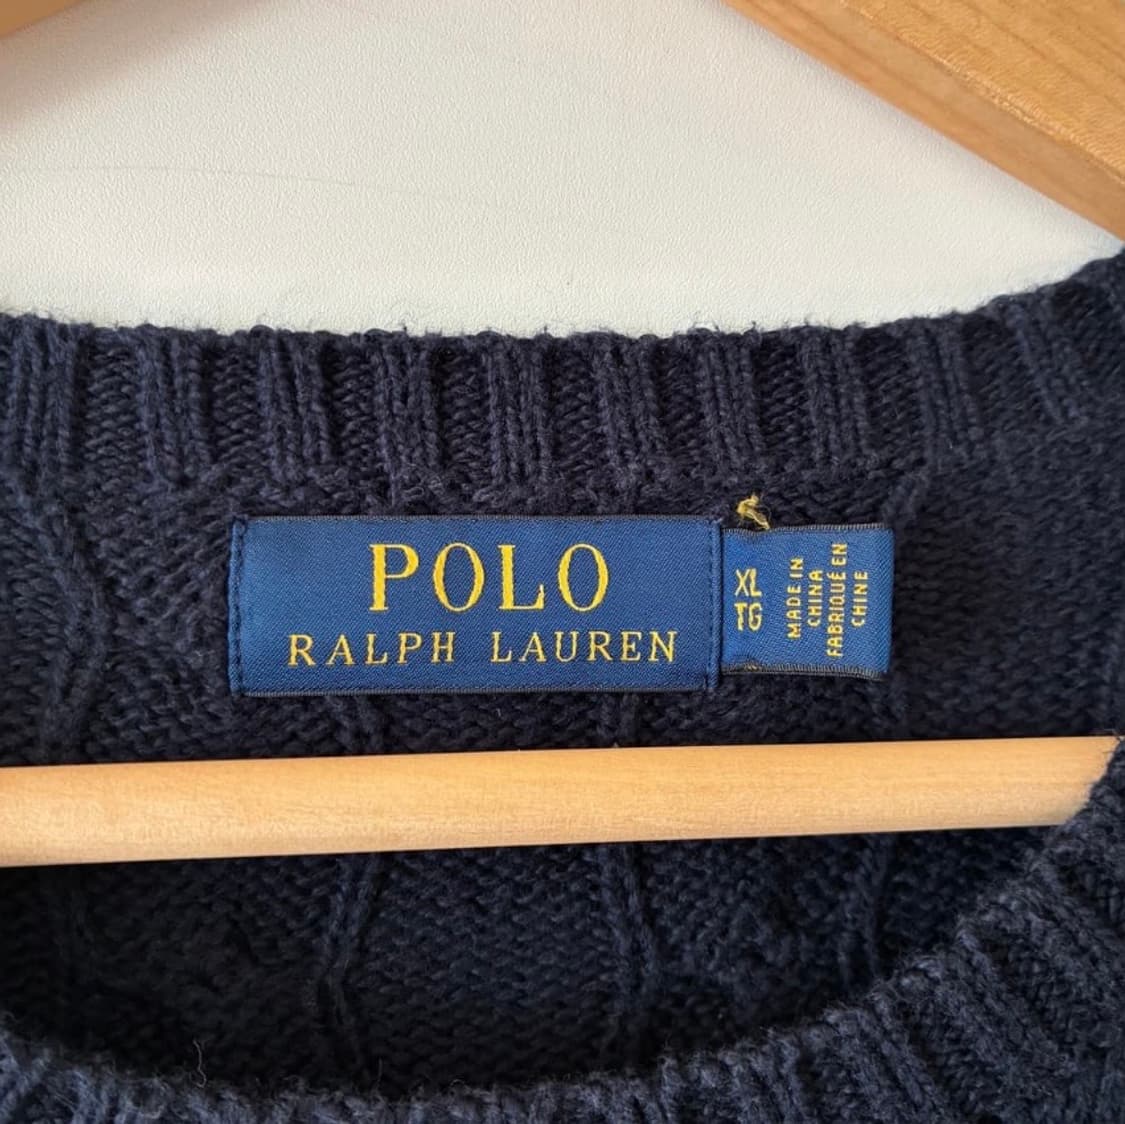 POLO
RALPH LAUREN
XL
TG
MADE IN
CHINA
FABRIQUÉ EN
CHINE